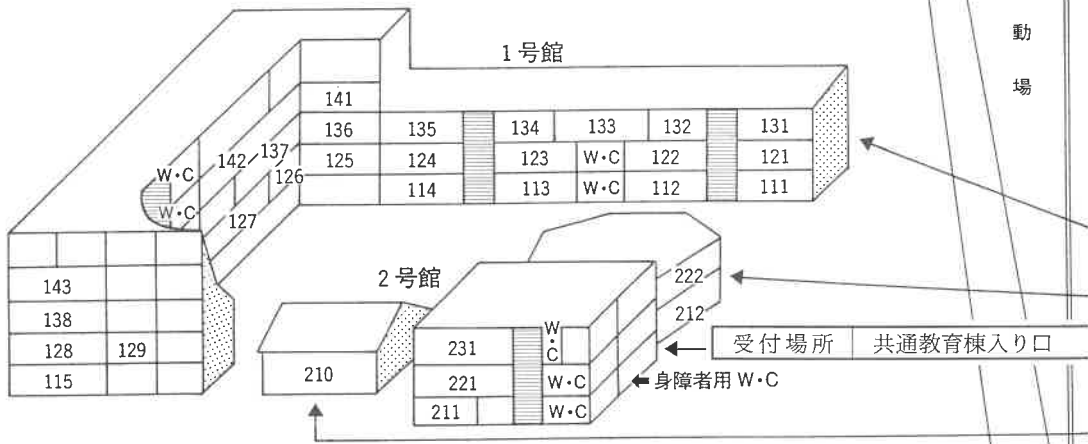 動
場
1号館
141
136 135 134 133 132 131
125 124 123 W・C 122 121
114 113 W・C 112 111
142 137
126
W・C
W・C
127
143
138
128 129
115
2号館
222
212
231 W・C
221 W・C
211 W・C
210
受付場所 共通教育棟入り口
身障者用 W・C